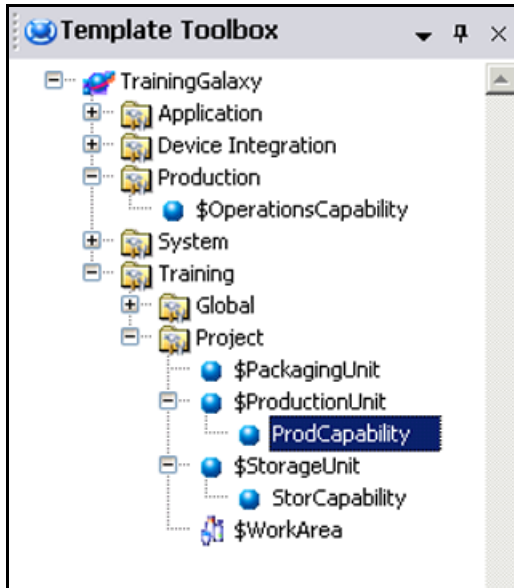 Template Toolbox
TrainingGalaxy
Application
Device Integration
Production
$OperationsCapability
System
Training
Global
Project
$PackagingUnit
$ProductionUnit
ProdCapability
$StorageUnit
StorCapability
$WorkArea